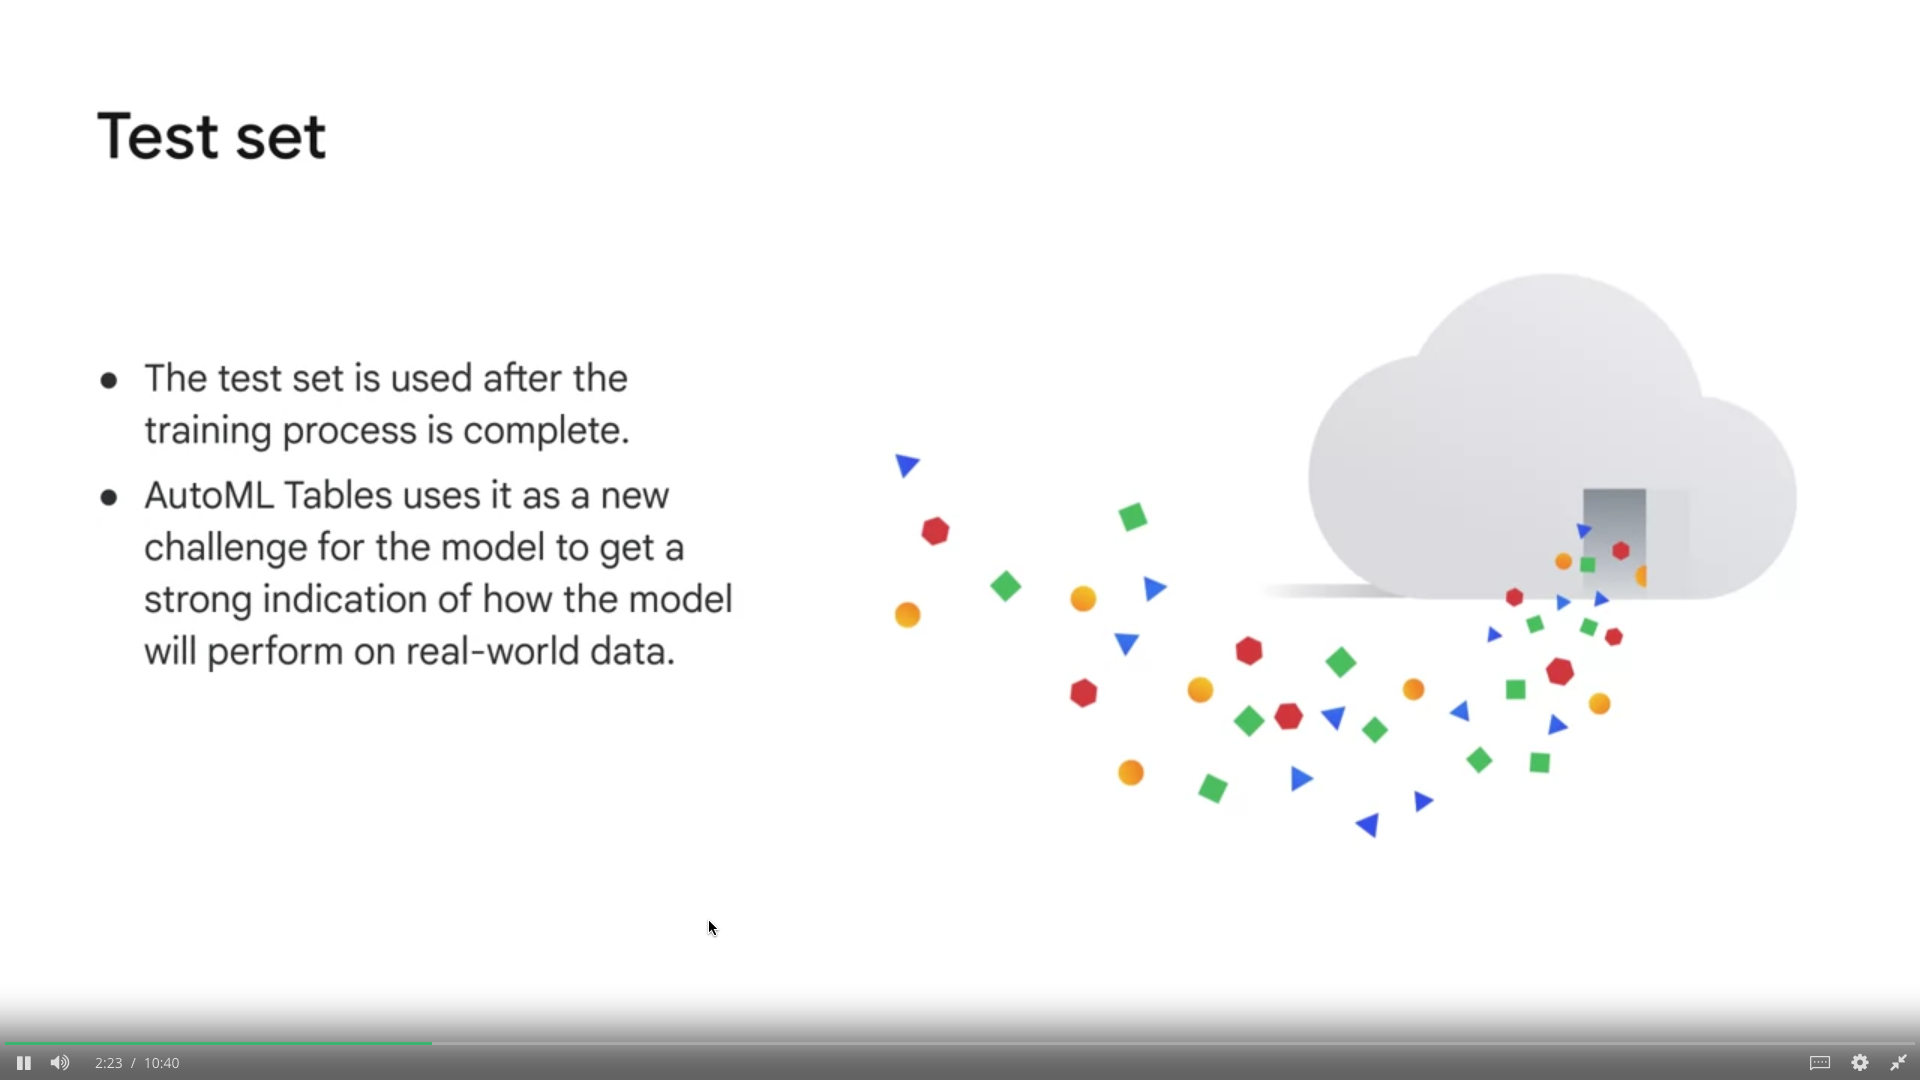 Test set
● The test set is used after the
training process is complete.
● AutoML Tables uses it as a new
challenge for the model to get a
strong indication of how the model
will perform on real-world data.
2:23 / 10:40